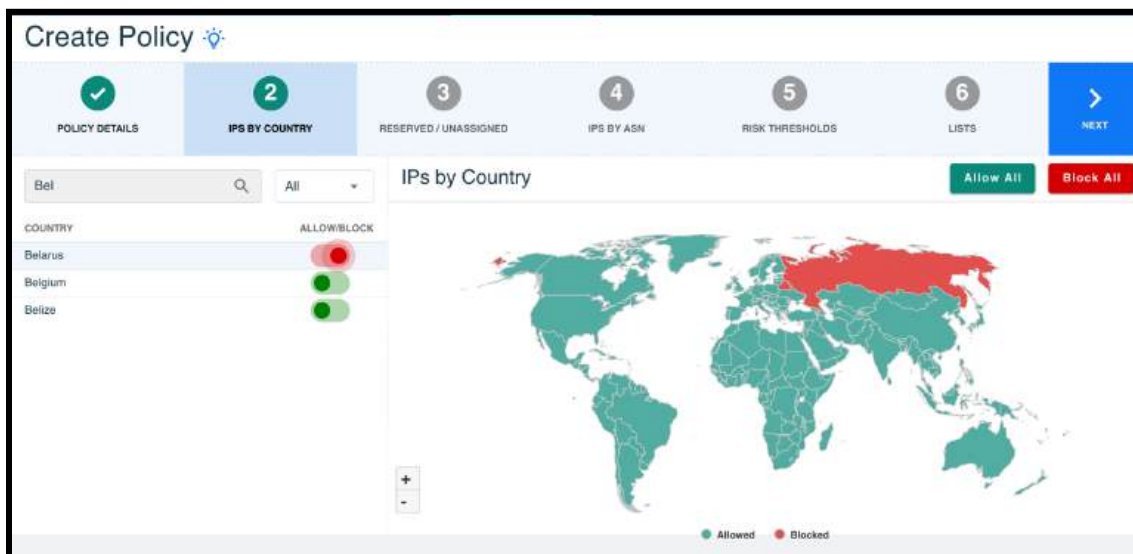 Create Policy
2
3
4
5
6
POLICY DETAILS
IPS BY COUNTRY
RESERVED / UNASSIGNED
IPS BY ASN
RISK THRESHOLDS
LISTS
NEXT
Bel
All
IPs by Country
Allow All
Block All
COUNTRY
ALLOW/BLOCK
Belarus
Belgium
Belize
+
-
Allowed
Blocked